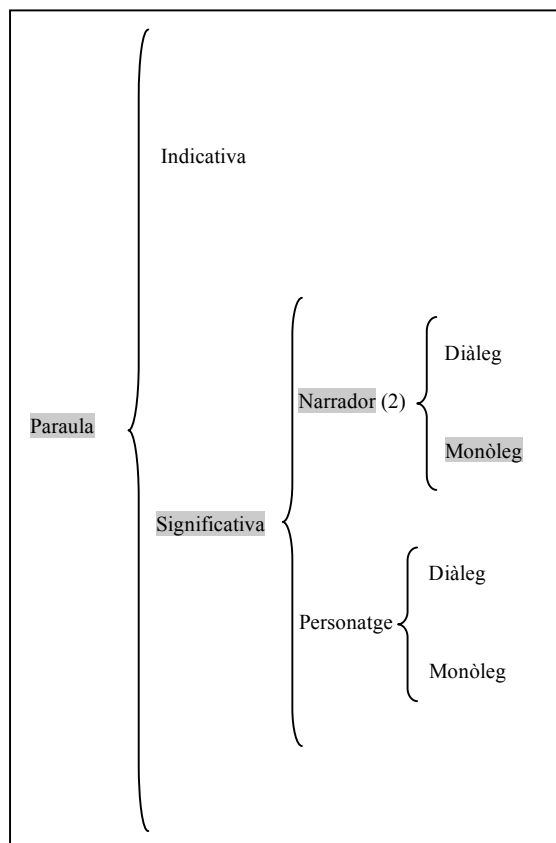 Indicativa
Diàleg
Narrador (2)
Paraula
Monòleg
Significativa
Diàleg
Personatge
Monòleg